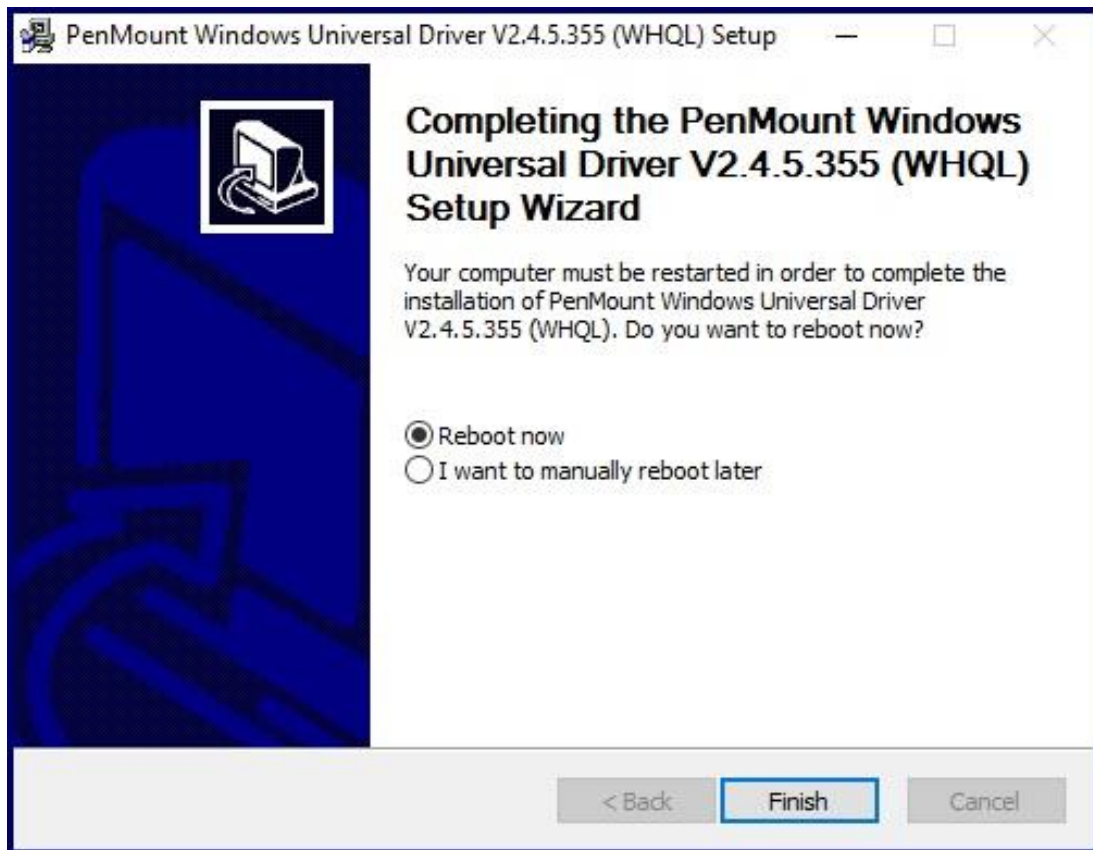 PenMount Windows Universal Driver V2.4.5.355 (WHQL) Setup
Completing the PenMount Windows
Universal Driver V2.4.5.355 (WHQL)
Setup Wizard
Your computer must be restarted in order to complete the
installation of PenMount Windows Universal Driver
V2.4.5.355 (WHQL). Do you want to reboot now?
Reboot now
I want to manually reboot later
< Back
Finish
Cancel